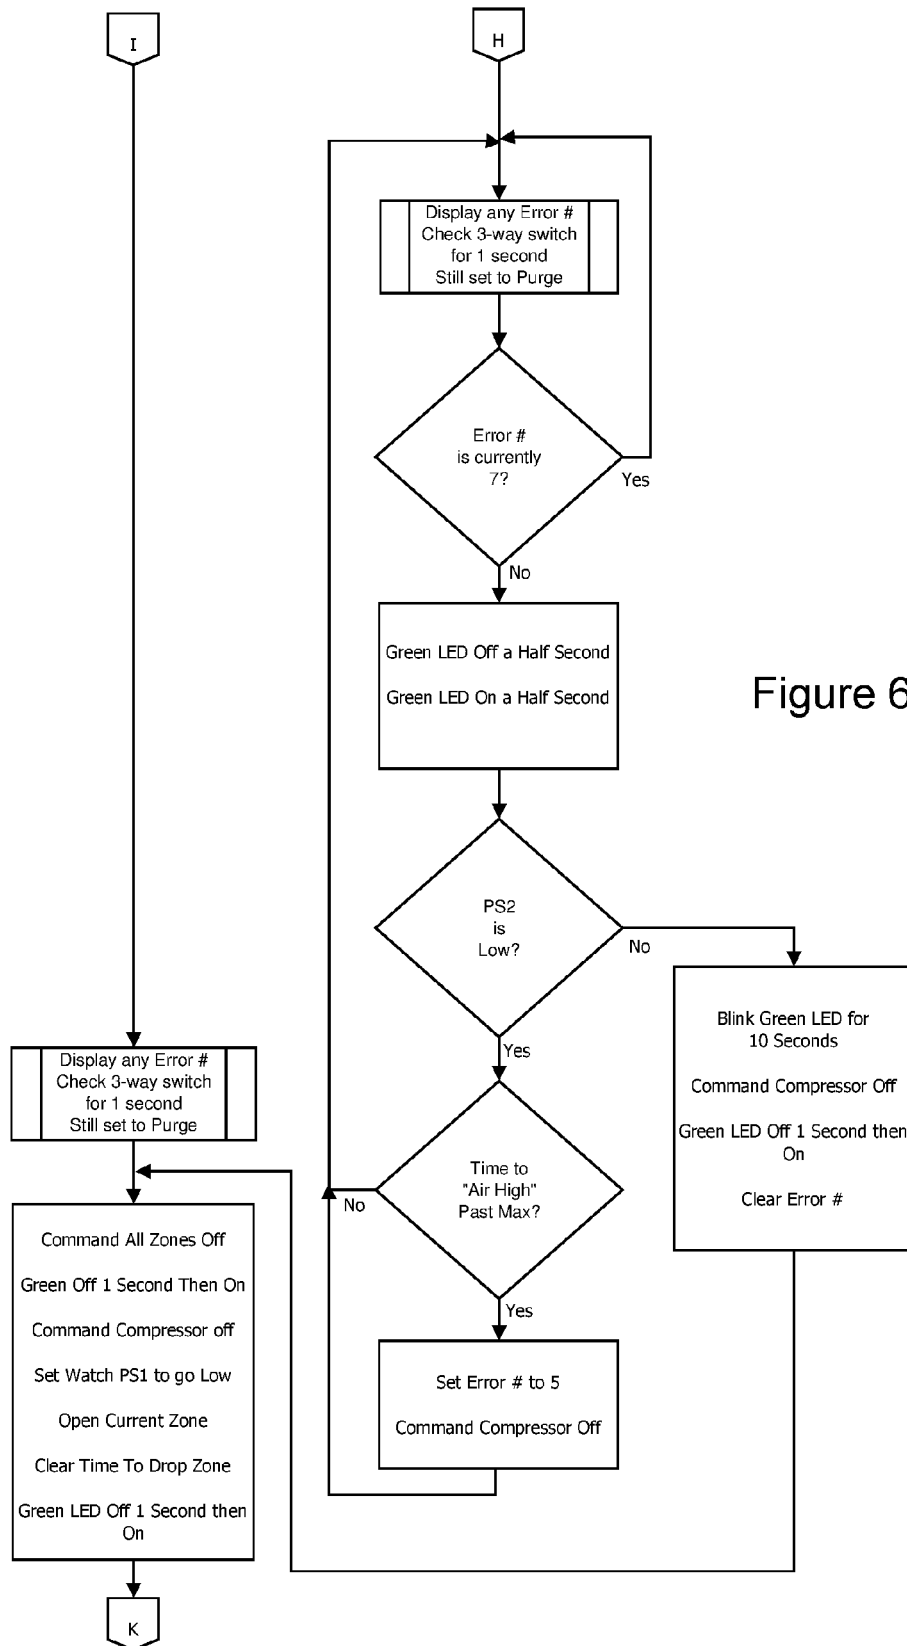 I
H
Display any Error #
Check 3-way switch
for 1 second
Still set to Purge
Error #
is currently
7?
Yes
No
Green LED Off a Half Second
Green LED On a Half Second
Figure 6
PS2
is
Low?
No
Yes
Blink Green LED for
10 Seconds
Command Compressor Off
Green LED Off 1 Second then
On
Clear Error #
Display any Error #
Check 3-way switch
for 1 second
Still set to Purge
Time to
"Air High"
Past Max?
No
Yes
Set Error # to 5
Command Compressor Off
Command All Zones Off
Green Off 1 Second Then On
Command Compressor off
Set Watch PS1 to go Low
Open Current Zone
Clear Time To Drop Zone
Green LED Off 1 Second then
On
K